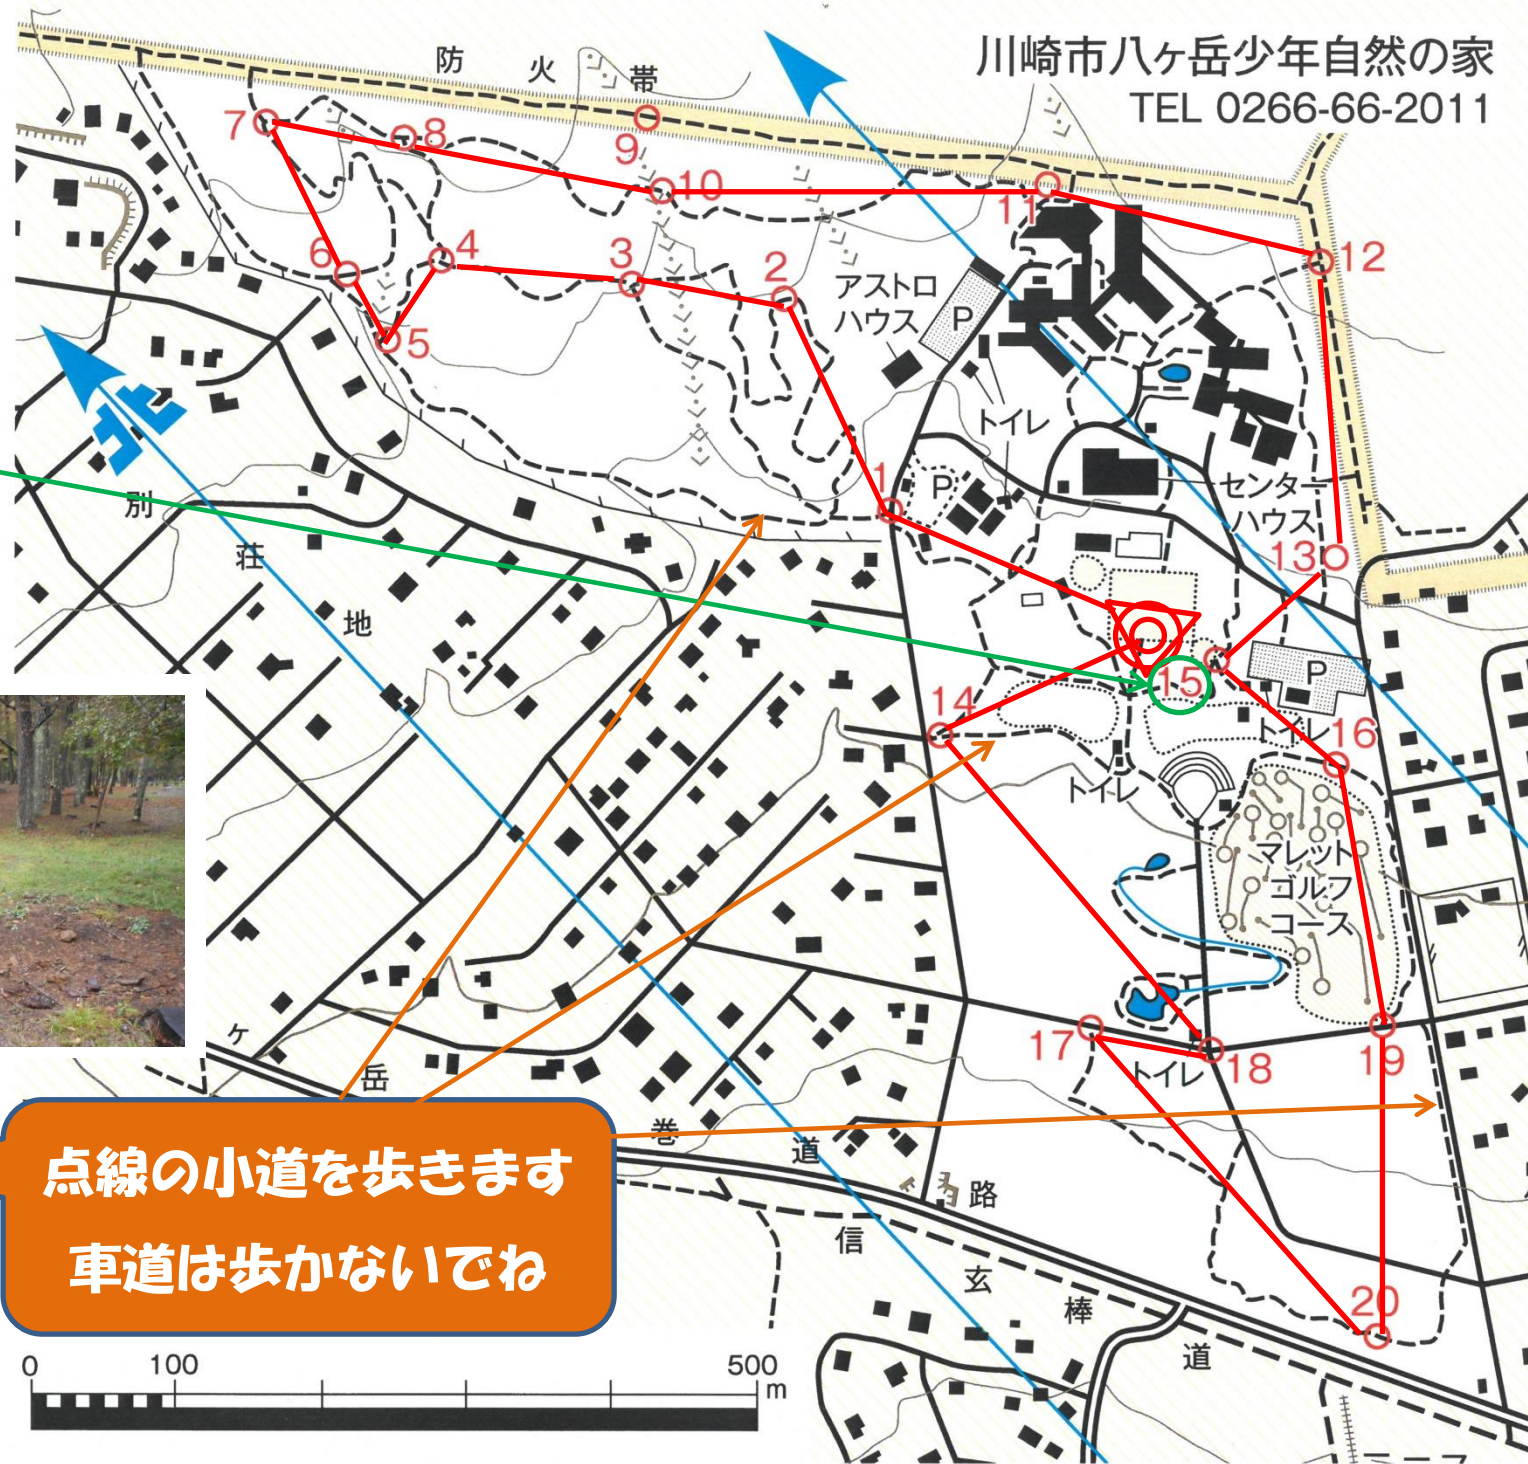 川崎市八ヶ岳少年自然の家
TEL 0266-66-2011
防火帯
7
8
9
10
11
12
6
4
3
2
5
アストロ
ハウス
P
トイレ
1
P
センター
ハウス
13
別荘地
15
P
14
トイレ
16
トイレ
マレット
ゴルフ
コース
17
18
19
トイレ
ヶ岳巻道路
点線の小道を歩きます
車道は歩かないでね
信玄棒道
20
0 100 500
m
北